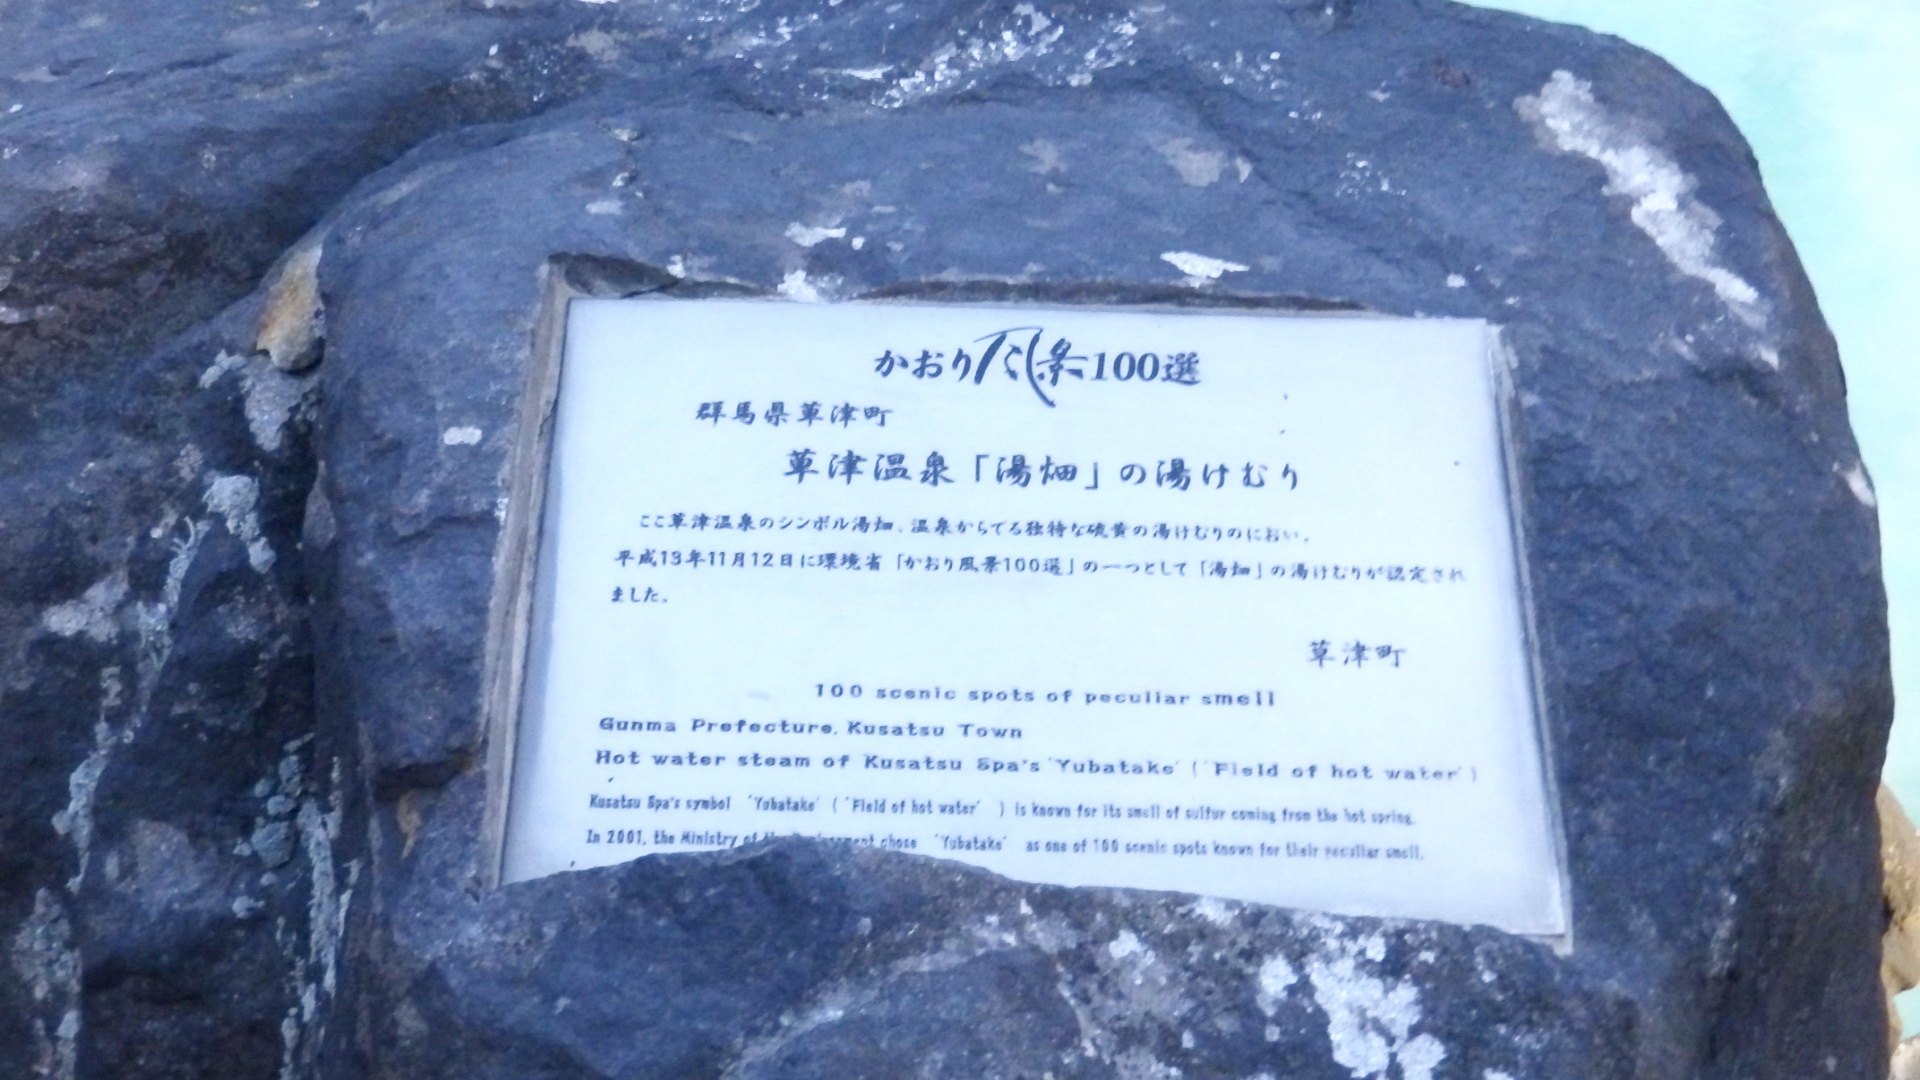 かおり風景100選
群馬県草津町
草津温泉「湯畑」の湯けむり
ここ草津温泉のシンボル湯畑、温泉からでる独特な硫黄の湯けむりのにおい。
平成13年11月12日に環境省「かおり風景100選」の一つとして「湯畑」の湯けむりが認定され
ました。
草津町
100 scenic spots of peculiar smell
Gunma Prefecture, Kusatsu Town
Hot water steam of Kusatsu Spa's 'Yubatake' ( 'Field of hot water' )
Kusatsu Spa's symbol 'Yubatake' ( 'Field of hot water' ) is known for its smell of sulfur coming from the hot spring.
In 2001, the Ministry of the chose 'Yubatake' as one of 100 scenic spots known for their peculiar smell.